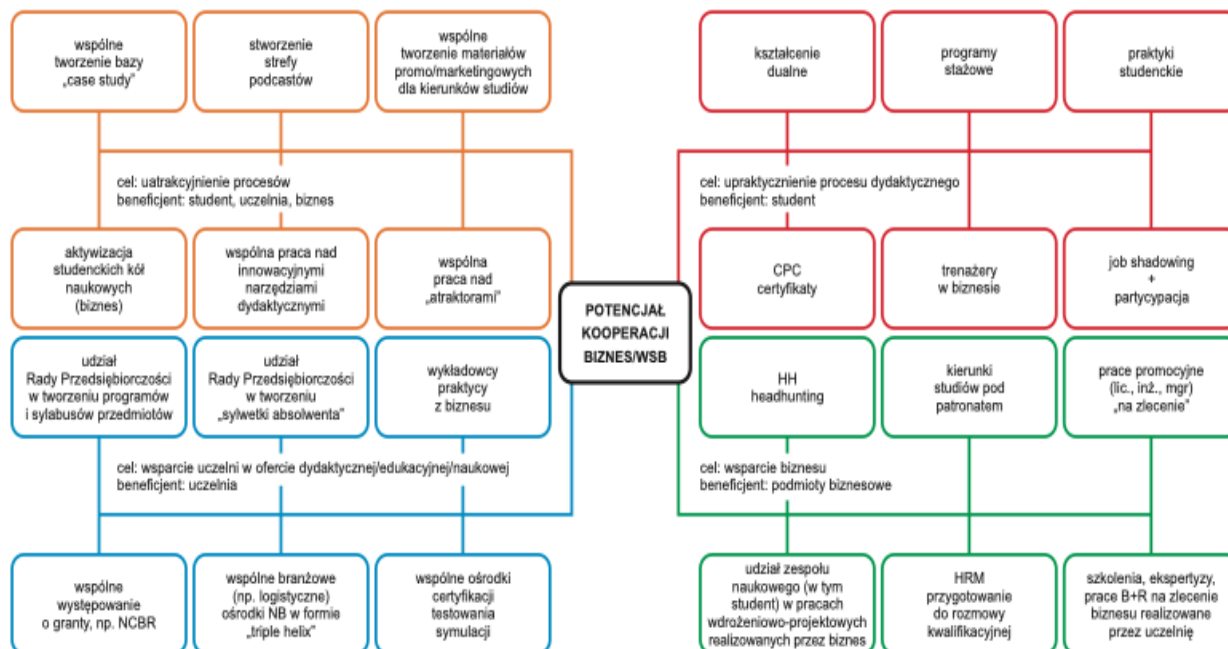 wspólne
tworzenie bazy
„case study”
stworzenie
strefy
podcastów
wspólne
tworzenie materiałów
promo/marketingowych
dla kierunków studiów
kształcenie
dualne
programy
stażowe
praktyki
studenckie
cel: uatrakcyjnienie procesów
beneficjent: student, uczelnia, biznes
cel: upraktycznienie procesu dydaktycznego
beneficjent: student
aktywizacja
studenckich kół
naukowych
(biznes)
wspólna praca nad
innowacyjnymi
narzędziami
dydaktycznymi
wspólna
praca nad
„atraktorami”
CPC
certyfikaty
trenażery
w biznesie
job shadowing
+
partycypacja
POTENCJAŁ
KOOPERACJI
BIZNES/WSB
udział
Rady Przedsiębiorczości
w tworzeniu programów
i sylabusów przedmiotów
udział
Rady Przedsiębiorczości
w tworzeniu
„sylwetki absolwenta”
wykładowcy
praktycy
z biznesu
HH
headhunting
kierunki
studiów pod
patronatem
prace promocyjne
(lic., inż., mgr)
„na zlecenie”
cel: wsparcie uczelni w ofercie dydaktycznej/edukacyjnej/naukowej
beneficjent: uczelnia
cel: wsparcie biznesu
beneficjent: podmioty biznesowe
wspólne
występowanie
o granty, np. NCBR
wspólne branżowe
(np. logistyczne)
ośrodki NB w formie
„triple helix”
wspólne ośrodki
certyfikacji
testowania
symulacji
udział zespołu
naukowego (w tym
student) w pracach
wdrożeniowo-projektowych
realizowanych przez biznes
HRM
przygotowanie
do rozmowy
kwalifikacyjnej
szkolenia, ekspertyzy,
prace B+R na zlecenie
biznesu realizowane
przez uczelnię